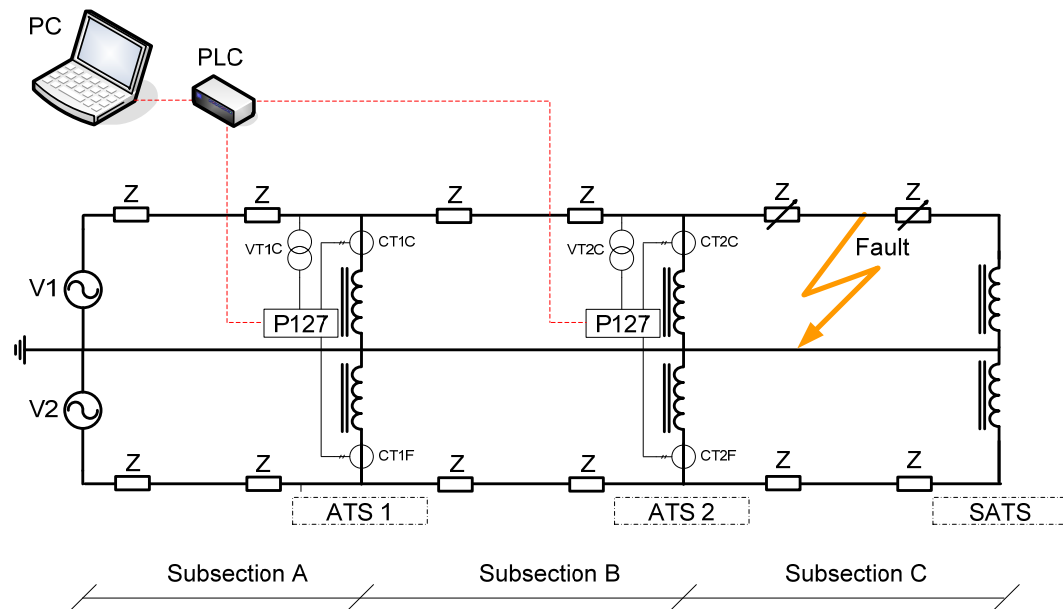 PC
PLC
Z
Z
Z
Z
Z
Z
VT1C
CT1C
VT2C
CT2C
Fault
V1
P127
P127
V2
CT1F
CT2F
Z
Z
Z
Z
Z
Z
ATS 1
ATS 2
SATS
Subsection A
Subsection B
Subsection C